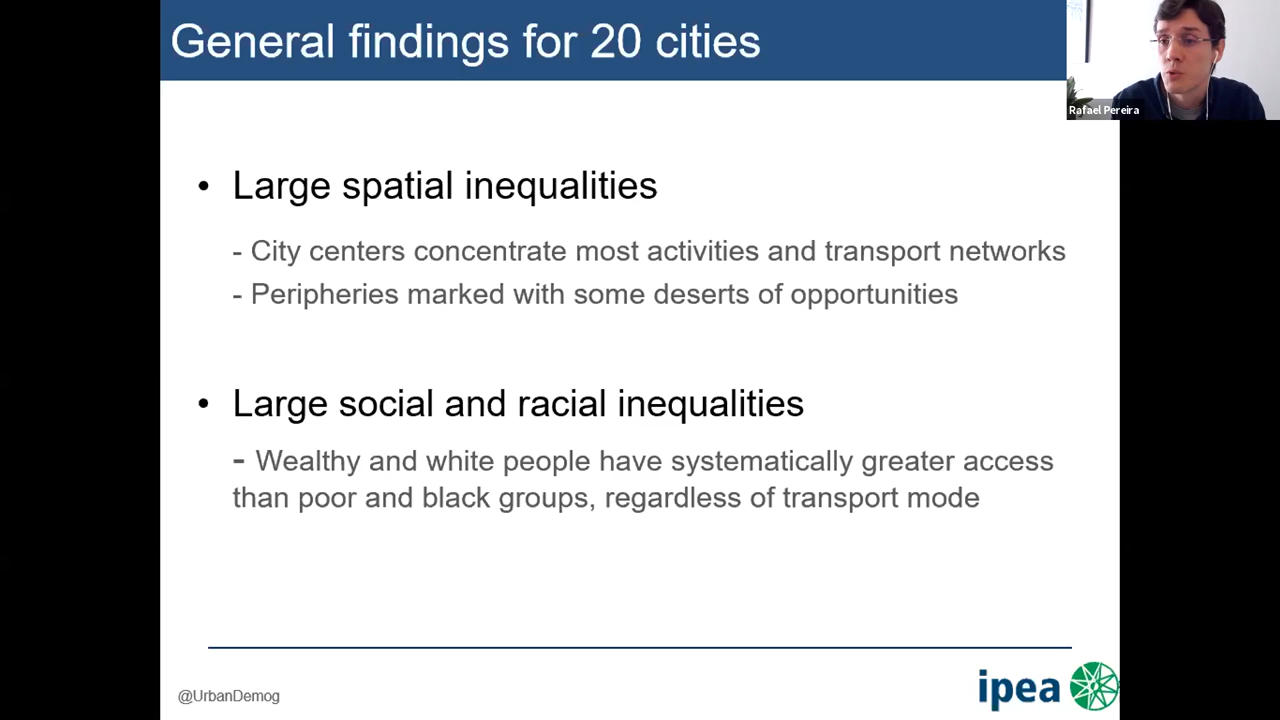 General findings for 20 cities
Rafael Pereira
• Large spatial inequalities
- City centers concentrate most activities and transport networks
- Peripheries marked with some deserts of opportunities
• Large social and racial inequalities
- Wealthy and white people have systematically greater access
than poor and black groups, regardless of transport mode
@UrbanDemog
ipea